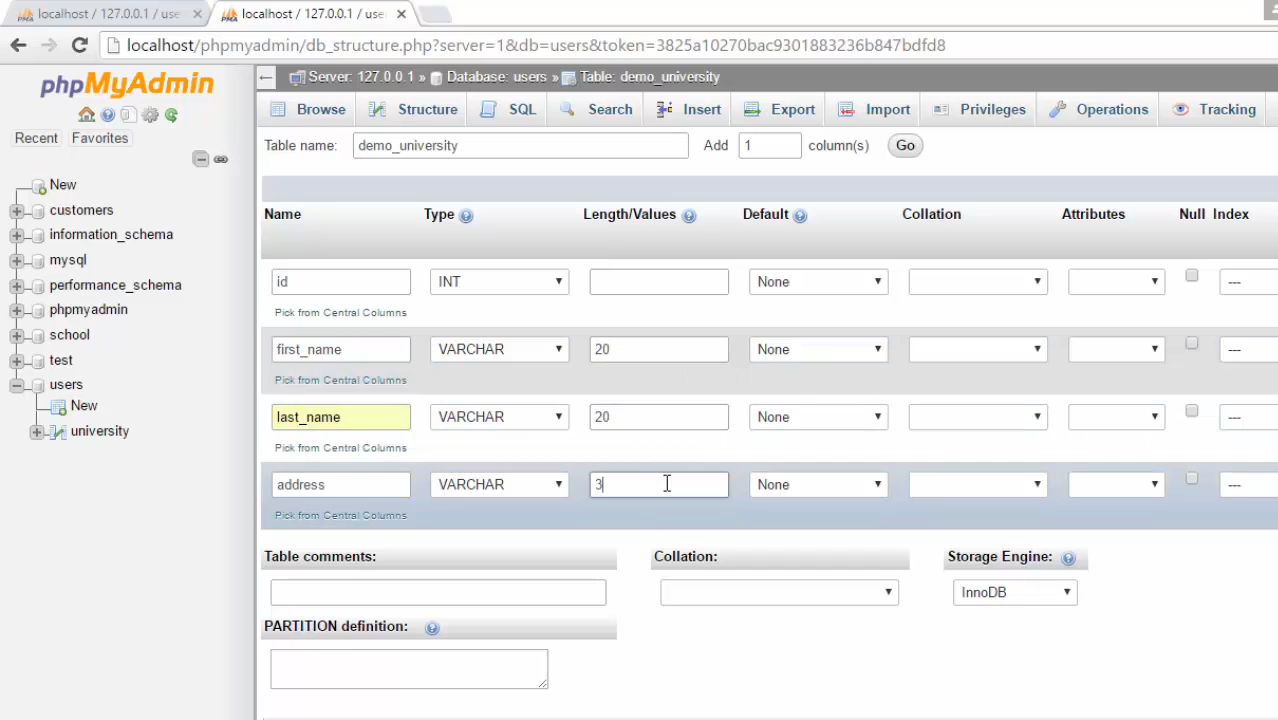 localhost / 127.0.0.1 / use
localhost / 127.0.0.1 / use
localhost/phpmyadmin/db_structure.php?server=1&db=users&token=3825a10270bac9301883236b847bdfd8
phpMyAdmin
Recent Favorites
New
customers
information_schema
mysql
performance_schema
phpmyadmin
school
test
users
New
university
Server: 127.0.0.1 » Database: users » Table: demo_university
Browse Structure SQL Search Insert Export Import Privileges Operations Tracking
Table name: demo_university Add 1 column(s) Go
Name Type Length/Values Default Collation Attributes Null Index
id INT None ---
Pick from Central Columns
first_name VARCHAR 20 None ---
Pick from Central Columns
last_name VARCHAR 20 None ---
Pick from Central Columns
address VARCHAR 3 None ---
Pick from Central Columns
Table comments: Collation: Storage Engine:
InnoDB
PARTITION definition: